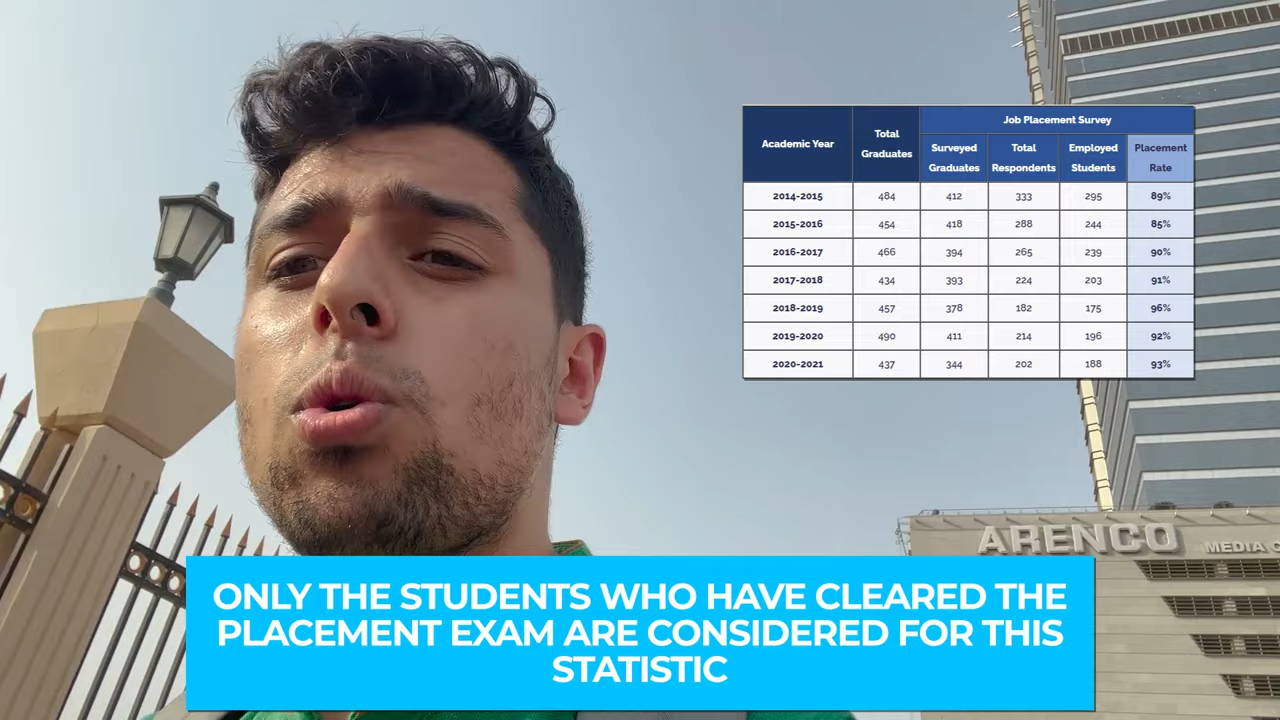 Job Placement Survey
Academic Year Total Graduates Surveyed Graduates Total Respondents Employed Students Placement Rate
2014-2015 484 412 333 295 89%
2015-2016 454 418 288 244 85%
2016-2017 466 394 265 239 90%
2017-2018 434 393 224 203 91%
2018-2019 457 378 182 175 96%
2019-2020 490 411 214 196 92%
2020-2021 437 344 202 188 93%
ARENCO MEDIA C
ONLY THE STUDENTS WHO HAVE CLEARED THE
PLACEMENT EXAM ARE CONSIDERED FOR THIS
STATISTIC